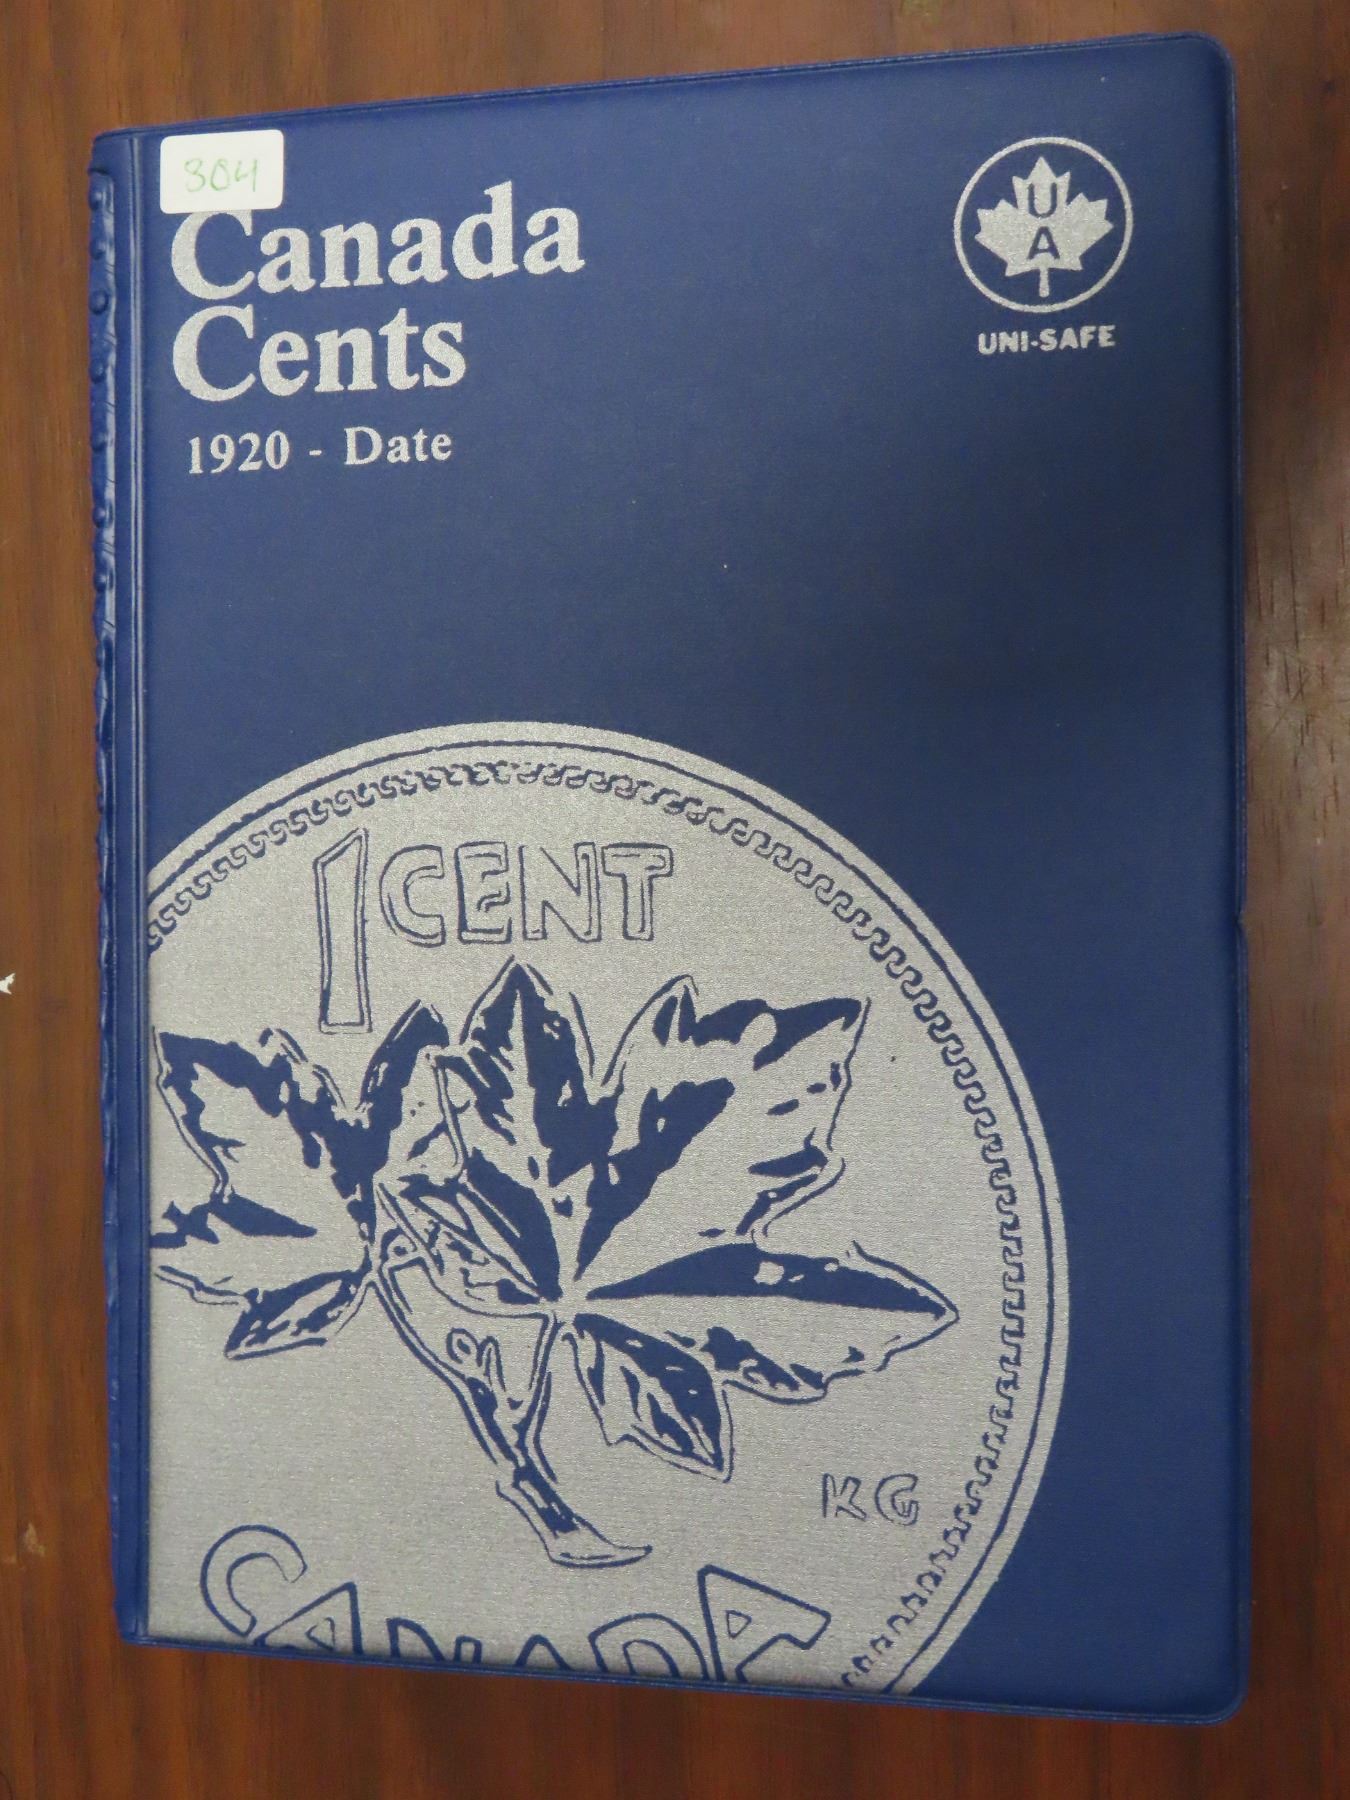 304
Canada
Cents
1920 - Date
U
A
UNI-SAFE
1 CENT
KG
CANADA